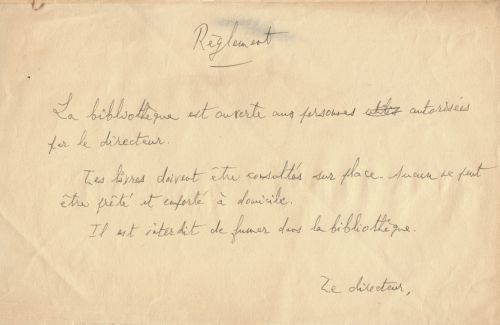 Règlement
La bibliothèque est ouverte aux personnes autorisées
par le directeur.
Les livres doivent être consultés sur place. Aucun ne peut
être prêté et emporté à domicile.
Il est interdit de fumer dans la bibliothèque.
Le directeur,